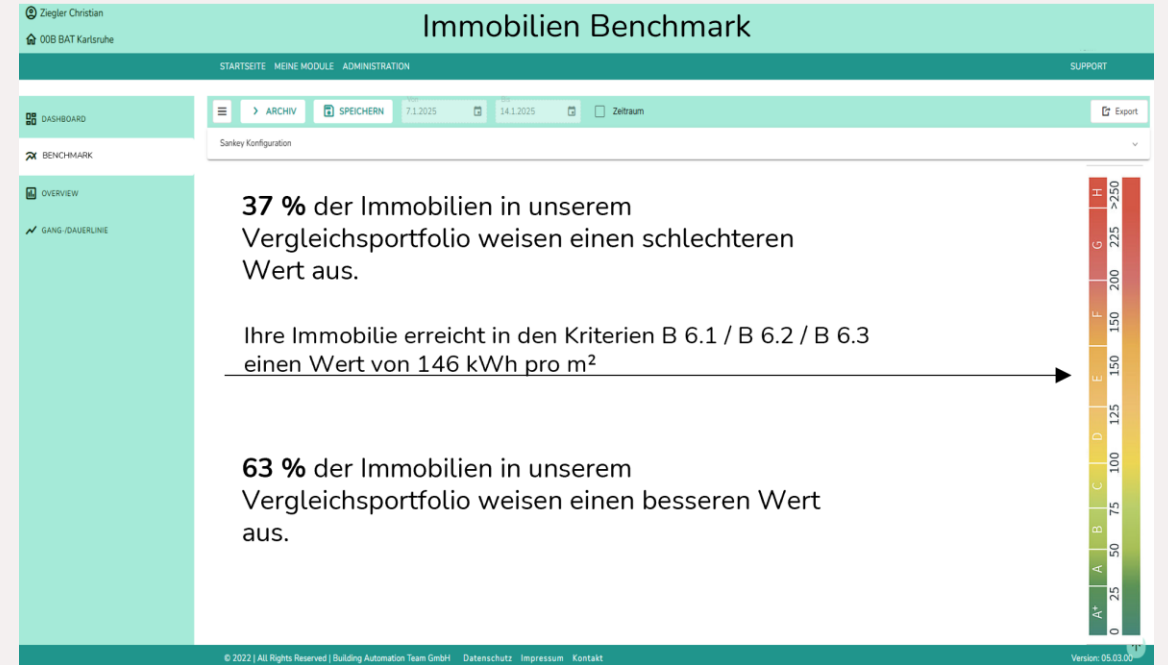 Ziegler Christian
00B BAT Karlsruhe
Immobilien Benchmark
STARTSEITE MEINE MODULE ADMINISTRATION
SUPPORT
DASHBOARD
BENCHMARK
OVERVIEW
GANG-/DAUERLINIE
> ARCHIV
SPEICHERN
7.1.2025
14.1.2025
Zeitraum
Export
Sankey Konfiguration
37 % der Immobilien in unserem
Vergleichsportfolio weisen einen schlechteren
Wert aus.
Ihre Immobilie erreicht in den Kriterien B 6.1 / B 6.2 / B 6.3
einen Wert von 146 kWh pro m²
63 % der Immobilien in unserem
Vergleichsportfolio weisen einen besseren Wert
aus.
H
G
F
E
D
C
B
A
A+
>250
225
200
150
150
125
100
75
50
25
0
© 2022 | All Rights Reserved | Building Automation Team GmbH Datenschutz Impressum Kontakt
Version: 05.03.00